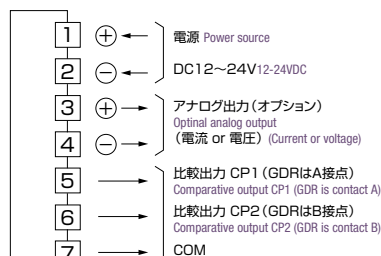 1 ⊕ 電源 Power source
2 ⊖ DC12～24V 12-24VDC
3 ⊕ アナログ出力（オプション）
Optinal analog output
4 ⊖ （電流 or 電圧） (Current or voltage)
5 比較出力 CP1（GDRはA接点）
Comparative output CP1 (GDR is contact A)
6 比較出力 CP2（GDRはB接点）
Comparative output CP2 (GDR is contact B)
7 COM